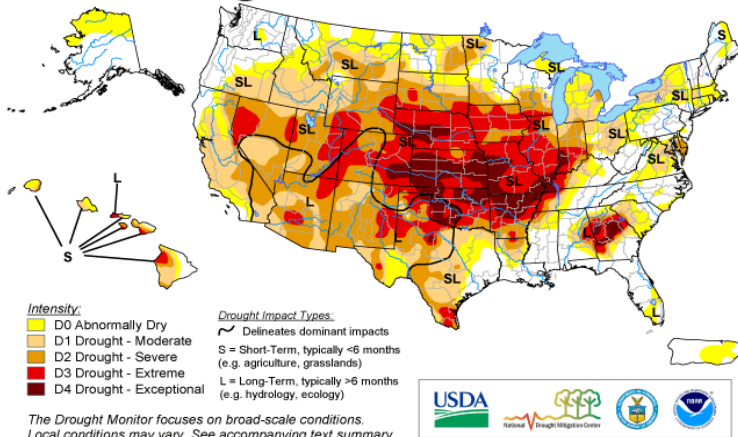 L
S
SL
SL
SL
SL
SL
SL
SL
SL
SL
SL
SL
L
L
L
SL
L
L
S
Intensity:
D0 Abnormally Dry
D1 Drought - Moderate
D2 Drought - Severe
D3 Drought - Extreme
D4 Drought - Exceptional
Drought Impact Types:
Delineates dominant impacts
S = Short-Term, typically <6 months
(e.g. agriculture, grasslands)
L = Long-Term, typically >6 months
(e.g. hydrology, ecology)
USDA
National Drought Mitigation Center
NOAA
The Drought Monitor focuses on broad-scale conditions.
Local conditions may vary. See accompanying text summary